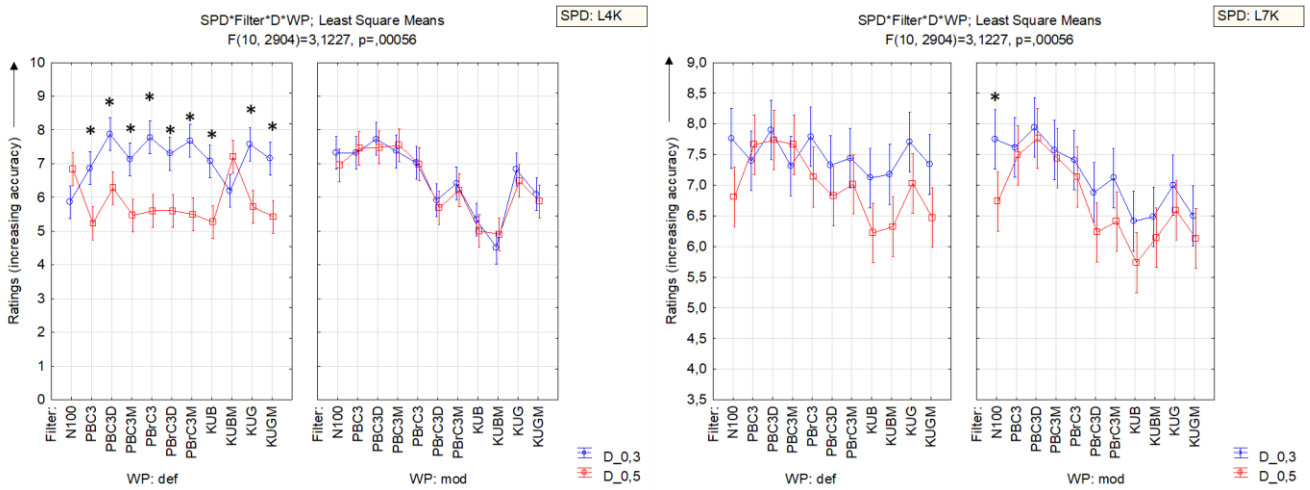 SPD*Filter*D*WP; Least Square Means
F(10, 2904)=3,1227, p=,00056
SPD: L4K
Ratings (increasing accuracy)
10
9
8
7
6
5
4
3
2
1
0
* * * * * * * * * *
Filter:
N100
PBC3
PBC3D
PBC3M
PBrC3
PBrC3D
PBrC3M
KUB
KUBM
KUG
KUGM
WP: def
Filter:
N100
PBC3
PBC3D
PBC3M
PBrC3
PBrC3D
PBrC3M
KUB
KUBM
KUG
KUGM
WP: mod
D_0,3
D_0,5
SPD*Filter*D*WP; Least Square Means
F(10, 2904)=3,1227, p=,00056
SPD: L7K
Ratings (increasing accuracy)
9,0
8,5
8,0
7,5
7,0
6,5
6,0
5,5
5,0
4,5
4,0
3,5
*
Filter:
N100
PBC3
PBC3D
PBC3M
PBrC3
PBrC3D
PBrC3M
KUB
KUBM
KUG
KUGM
WP: def
Filter:
N100
PBC3
PBC3D
PBC3M
PBrC3
PBrC3D
PBrC3M
KUB
KUBM
KUG
KUGM
WP: mod
D_0,3
D_0,5